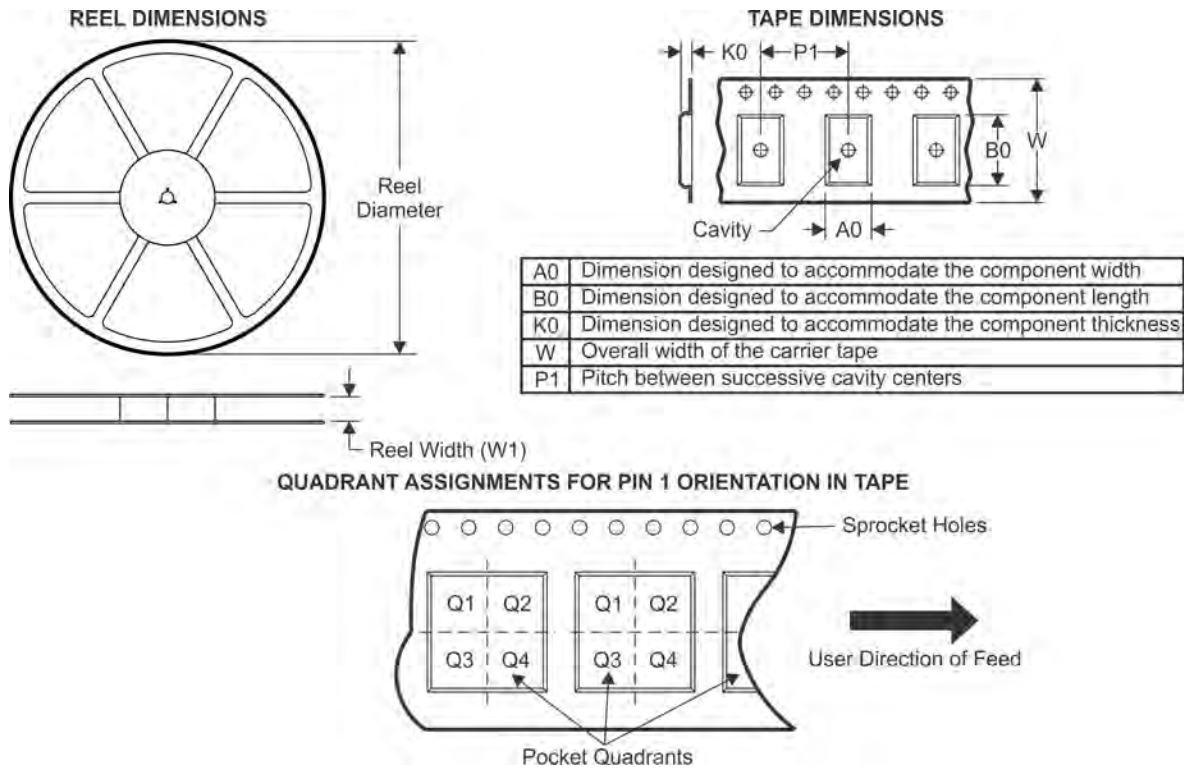 REEL DIMENSIONS
Reel
Diameter
Reel Width (W1)
TAPE DIMENSIONS
K0
P1
B0
W
Cavity
A0
A0 Dimension designed to accommodate the component width
B0 Dimension designed to accommodate the component length
K0 Dimension designed to accommodate the component thickness
W Overall width of the carrier tape
P1 Pitch between successive cavity centers
QUADRANT ASSIGNMENTS FOR PIN 1 ORIENTATION IN TAPE
Sprocket Holes
Q1 Q2 Q1 Q2
Q3 Q4 Q3 Q4
User Direction of Feed
Pocket Quadrants